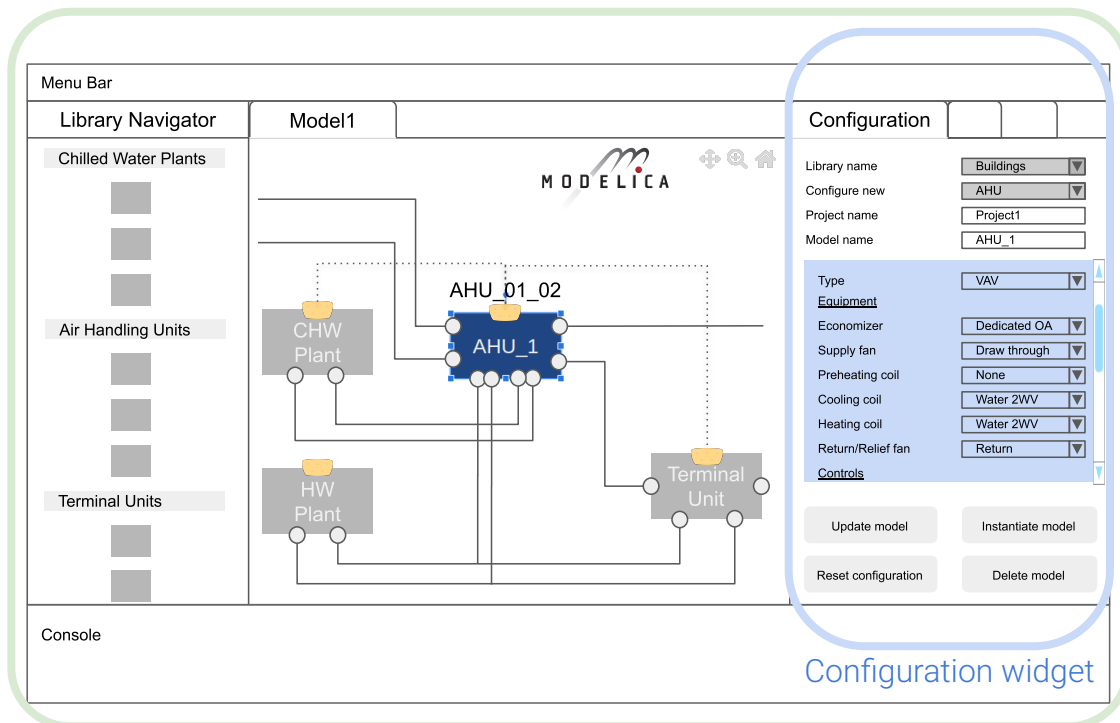 Menu Bar
Library Navigator
Model1
Configuration
Chilled Water Plants
Air Handling Units
Terminal Units
MODELICA
AHU_01_02
CHW
Plant
AHU_1
HW
Plant
Terminal
Unit
Library name Buildings
Configure new AHU
Project name Project1
Model name AHU_1
Type VAV
Equipment
Economizer Dedicated OA
Supply fan Draw through
Preheating coil None
Cooling coil Water 2WV
Heating coil Water 2WV
Return/Relief fan Return
Controls
Update model Instantiate model
Reset configuration Delete model
Console
Configuration widget